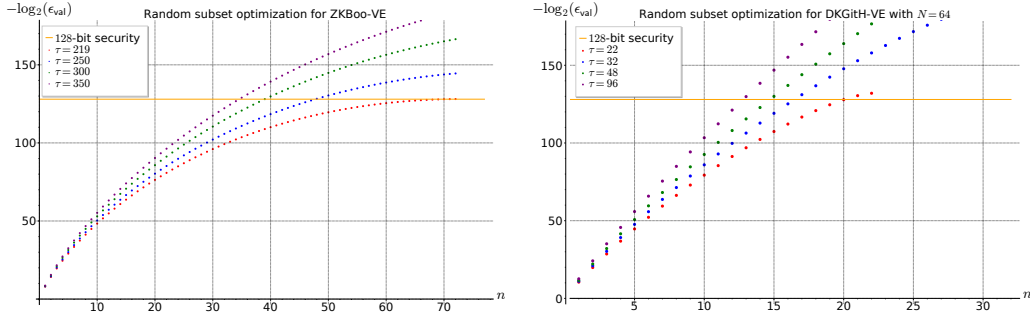 −log₂(ϵval)
Random subset optimization for ZKBoo-VE
128-bit security
τ = 219
τ = 250
τ = 300
τ = 350
150
100
50
10
20
30
40
50
60
70
n
−log₂(ϵval)
Random subset optimization for DKGitH-VE with N = 64
128-bit security
τ = 22
τ = 32
τ = 48
τ = 96
150
100
50
0
5
10
15
20
25
30
n